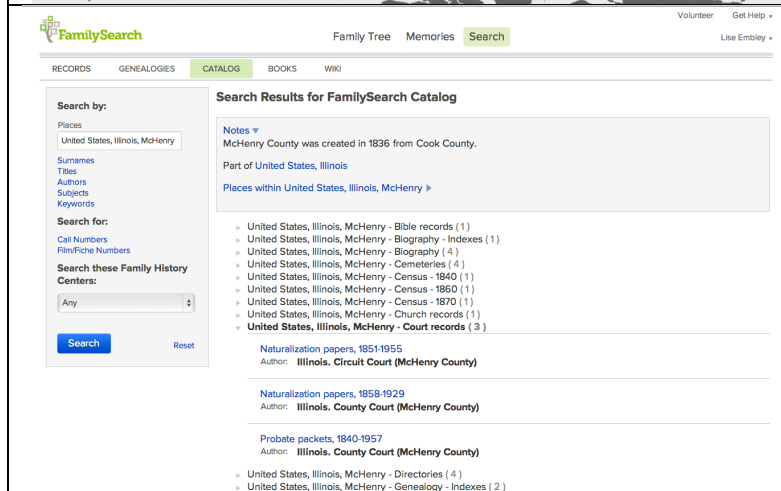 Volunteer Get Help
FamilySearch
Family Tree Memories Search
Lise Embley
RECORDS GENEALOGIES CATALOG BOOKS WIKI
Search by:
Places
United States, Illinois, McHenry
Surnames
Titles
Authors
Subjects
Keywords
Search for:
Call Numbers
Film/Fiche Numbers
Search these Family History
Centers:
Any
Search Reset
Search Results for FamilySearch Catalog
Notes
McHenry County was created in 1836 from Cook County.
Part of United States, Illinois
Places within United States, Illinois, McHenry
United States, Illinois, McHenry - Bible records ( 1 )
United States, Illinois, McHenry - Biography - Indexes ( 1 )
United States, Illinois, McHenry - Biography ( 4 )
United States, Illinois, McHenry - Cemeteries ( 4 )
United States, Illinois, McHenry - Census - 1840 ( 1 )
United States, Illinois, McHenry - Census - 1860 ( 1 )
United States, Illinois, McHenry - Census - 1870 ( 1 )
United States, Illinois, McHenry - Church records ( 1 )
United States, Illinois, McHenry - Court records ( 3 )
Naturalization papers, 1851-1955
Author: Illinois. Circuit Court (McHenry County)
Naturalization papers, 1858-1929
Author: Illinois. County Court (McHenry County)
Probate packets, 1840-1957
Author: Illinois. County Court (McHenry County)
United States, Illinois, McHenry - Directories ( 4 )
United States, Illinois, McHenry - Genealogy - Indexes ( 2 )